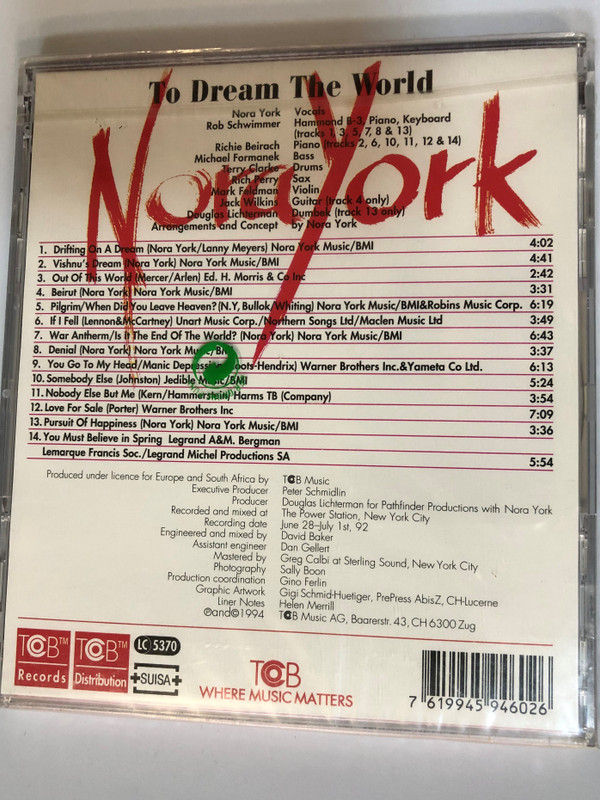 To Dream The World
Nora York Vocals
Rob Schwimmer Hammond B-3, Piano, Keyboard
(tracks 1, 3, 5, 7, 8 & 13)
Richie Beirach Piano (tracks 2, 6, 10, 11, 12 & 14)
Michael Formanek Bass
Terry Clarke Drums
Rich Perry Sax
Mark Feldman Violin
Jack Wilkins Guitar (track 4 only)
Douglas Lichterman Dumbek (track 13 only)
Arrangements and Concept by Nora York
Nora York
1. Drifting On A Dream (Nora York/Lanny Meyers) Nora York Music/BMI 4:02
2. Vishnu's Dream (Nora York) Nora York Music/BMI 4:41
3. Out Of This World (Mercer/Arlen) Ed. H. Morris & Co Inc 2:42
4. Beirut (Nora York) Nora York Music/BMI 3:31
5. Pilgrim/When Did You Leave Heaven? (N.Y, Bullok/Whiting) Nora York Music/BMI&Robins Music Corp. 6:19
6. If I Fell (Lennon&McCartney) Unart Music Corp./Northern Songs Ltd/Maclen Music Ltd 3:49
7. War Antherm/Is It The End Of The World? (Nora York) Nora York Music/BMI 6:43
8. Denial (Nora York) Nora York Music/BMI 3:37
9. You Go To My Head/Manic Depression (Coots-Hendrix) Warner Brothers Inc.&Yameta Co Ltd. 6:13
10. Somebody Else (Johnston) Jedible Music/BMI 5:24
11. Nobody Else But Me (Kern/Hammerstein) Harms TB (Company) 3:54
12. Love For Sale (Porter) Warner Brothers Inc 7:09
13. Pursuit Of Happiness (Nora York) Nora York Music/BMI 3:36
14. You Must Believe in Spring Legrand A&M. Bergman
Lemarque Francis Soc./Legrand Michel Productions SA 5:54
Produced under licence for Europe and South Africa by TCB Music
Executive Producer Peter Schmidlin
Producer Douglas Lichterman for Pathfinder Productions with Nora York
Recorded and mixed at The Power Station, New York City
Recording date June 28–July 1st, 92
Engineered and mixed by David Baker
Assistant engineer Dan Gellert
Mastered by Greg Calbi at Sterling Sound, New York City
Photography Sally Boon
Production coordination Gino Ferlin
Graphic Artwork Gigi Schmid-Huetiger, PrePress AbisZ, CH-Lucerne
Liner Notes Helen Merrill
℗and©1994 TCB Music AG, Baarerstr. 43, CH 6300 Zug
TCB™ Records
TCB™ Distribution
LC 5370
SUISA
TCB
WHERE MUSIC MATTERS
7 619945 946026